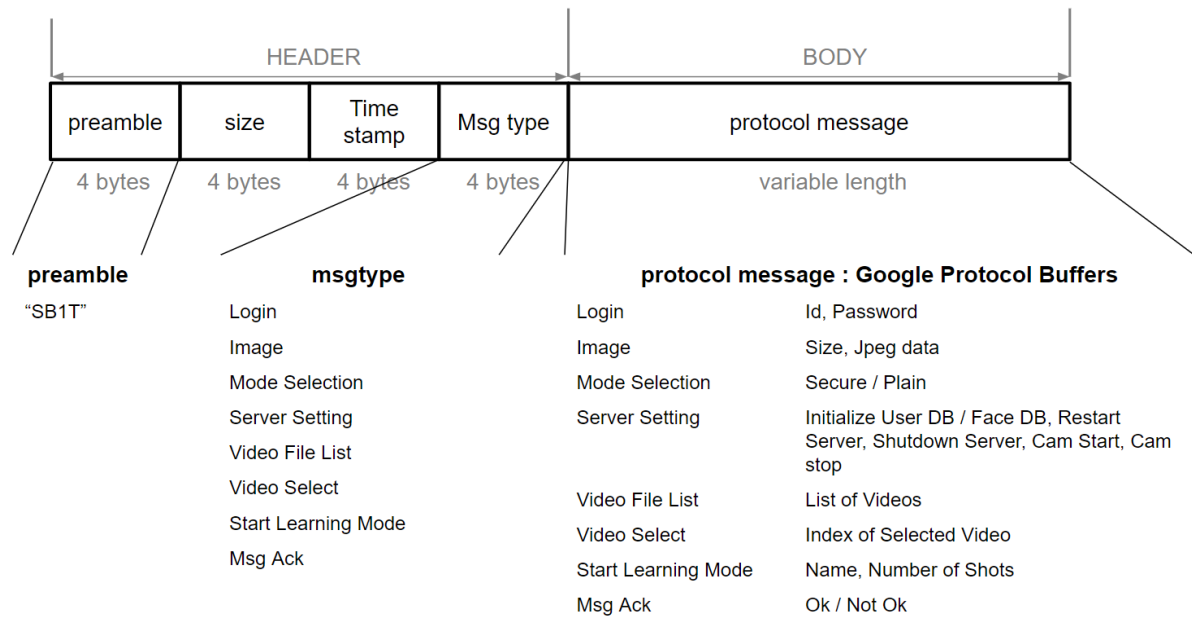 HEADER
BODY
preamble
size
Time
stamp
Msg type
protocol message
4 bytes
4 bytes
4 bytes
4 bytes
variable length
preamble
“SB1T”
msgtype
Login
Image
Mode Selection
Server Setting
Video File List
Video Select
Start Learning Mode
Msg Ack
protocol message : Google Protocol Buffers
Login Id, Password
Image Size, Jpeg data
Mode Selection Secure / Plain
Server Setting Initialize User DB / Face DB, Restart
Server, Shutdown Server, Cam Start, Cam
stop
Video File List List of Videos
Video Select Index of Selected Video
Start Learning Mode Name, Number of Shots
Msg Ack Ok / Not Ok